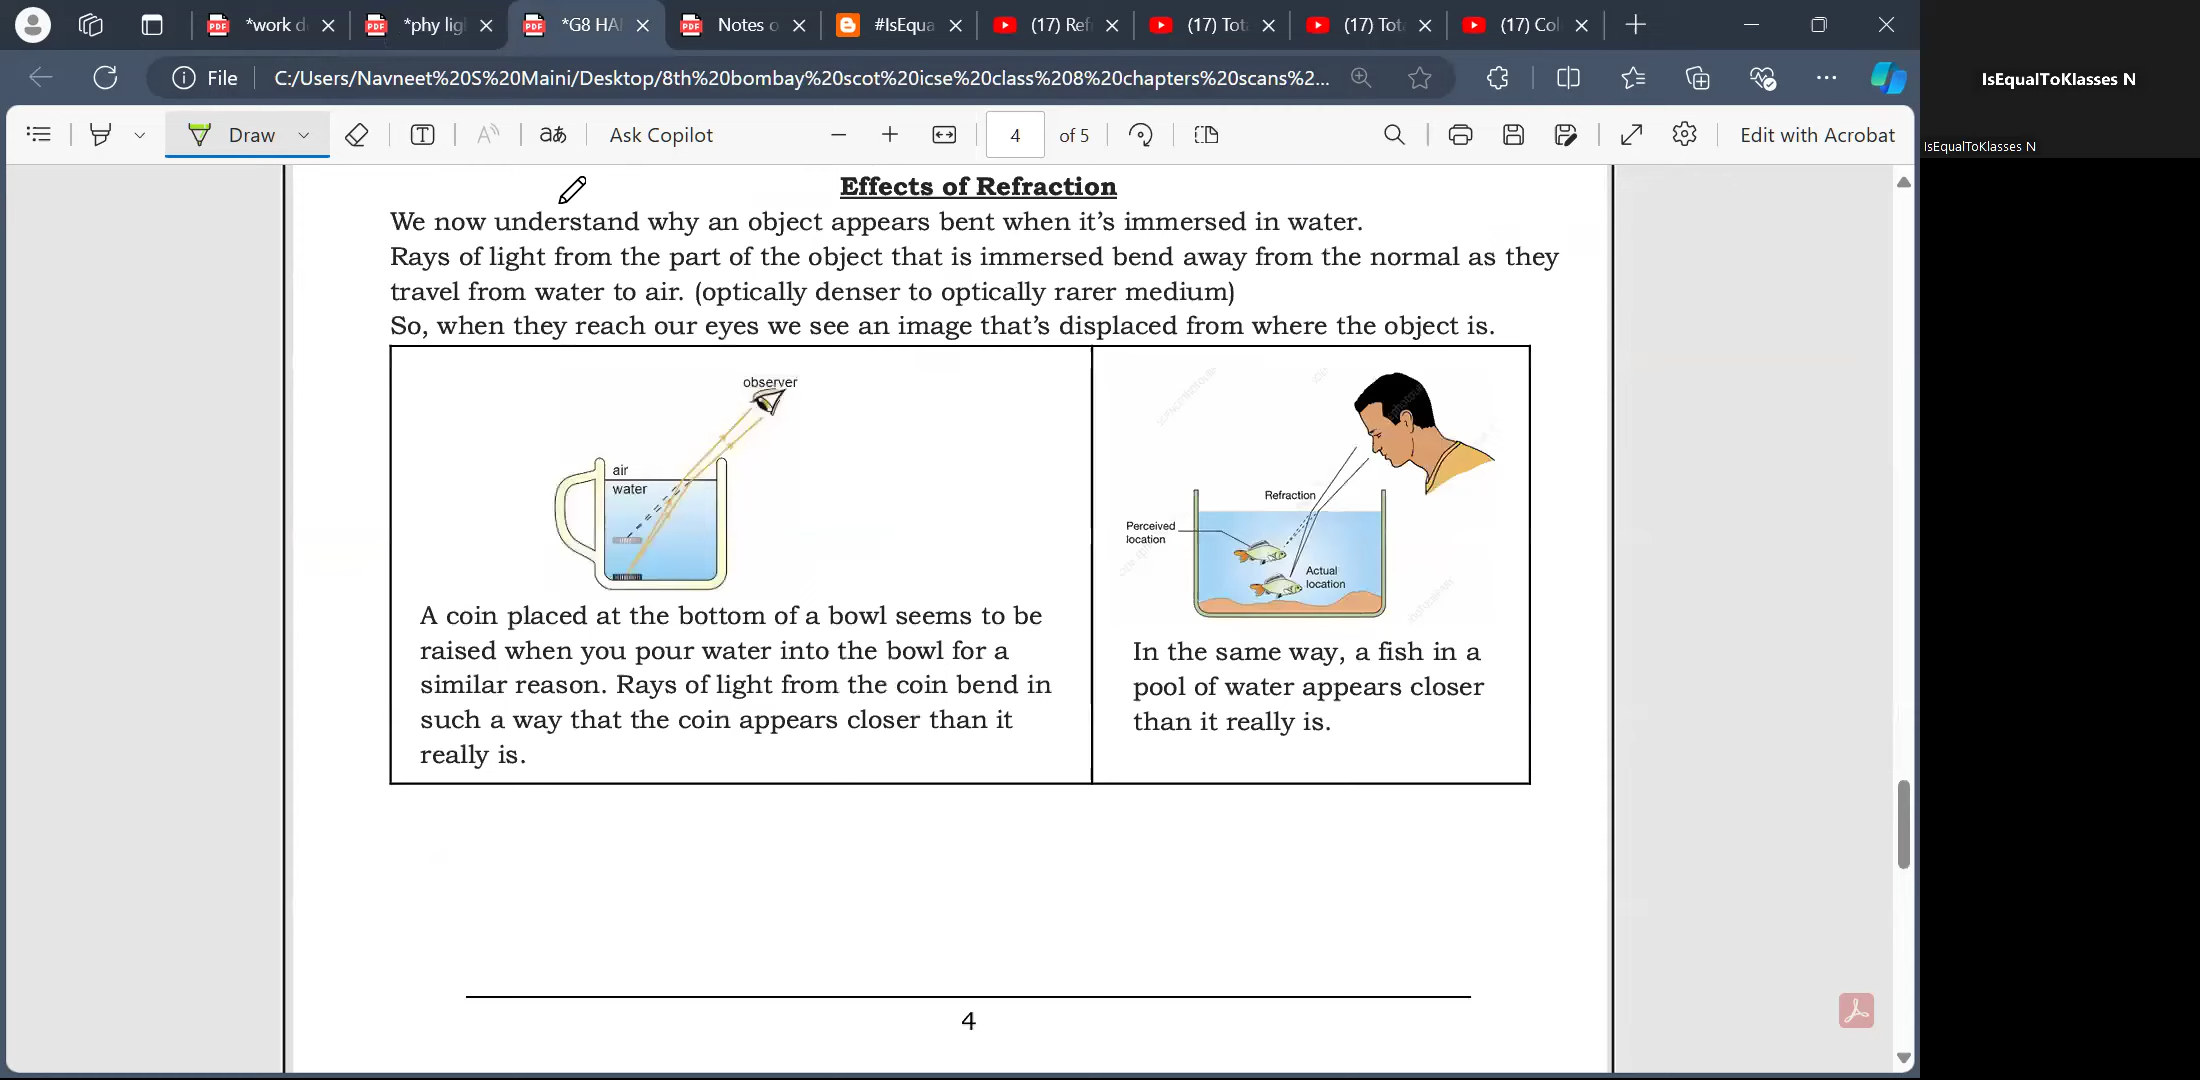 *work d
*phy lig
*G8 HA
Notes o
#IsEqua
(17) Ref
(17) Tot
(17) Tot
(17) Col
File
C:/Users/Navneet%20S%20Maini/Desktop/8th%20bombay%20scot%20icse%20class%208%20chapters%20scans%2...
IsEqualToKlasses N
Draw
aあ
Ask Copilot
4
of 5
Edit with Acrobat
IsEqualToKlasses N
Effects of Refraction
We now understand why an object appears bent when it's immersed in water.
Rays of light from the part of the object that is immersed bend away from the normal as they
travel from water to air. (optically denser to optically rarer medium)
So, when they reach our eyes we see an image that's displaced from where the object is.
observer
air
water
A coin placed at the bottom of a bowl seems to be
raised when you pour water into the bowl for a
similar reason. Rays of light from the coin bend in
such a way that the coin appears closer than it
really is.
Refraction
Perceived
location
Actual
location
In the same way, a fish in a
pool of water appears closer
than it really is.
4